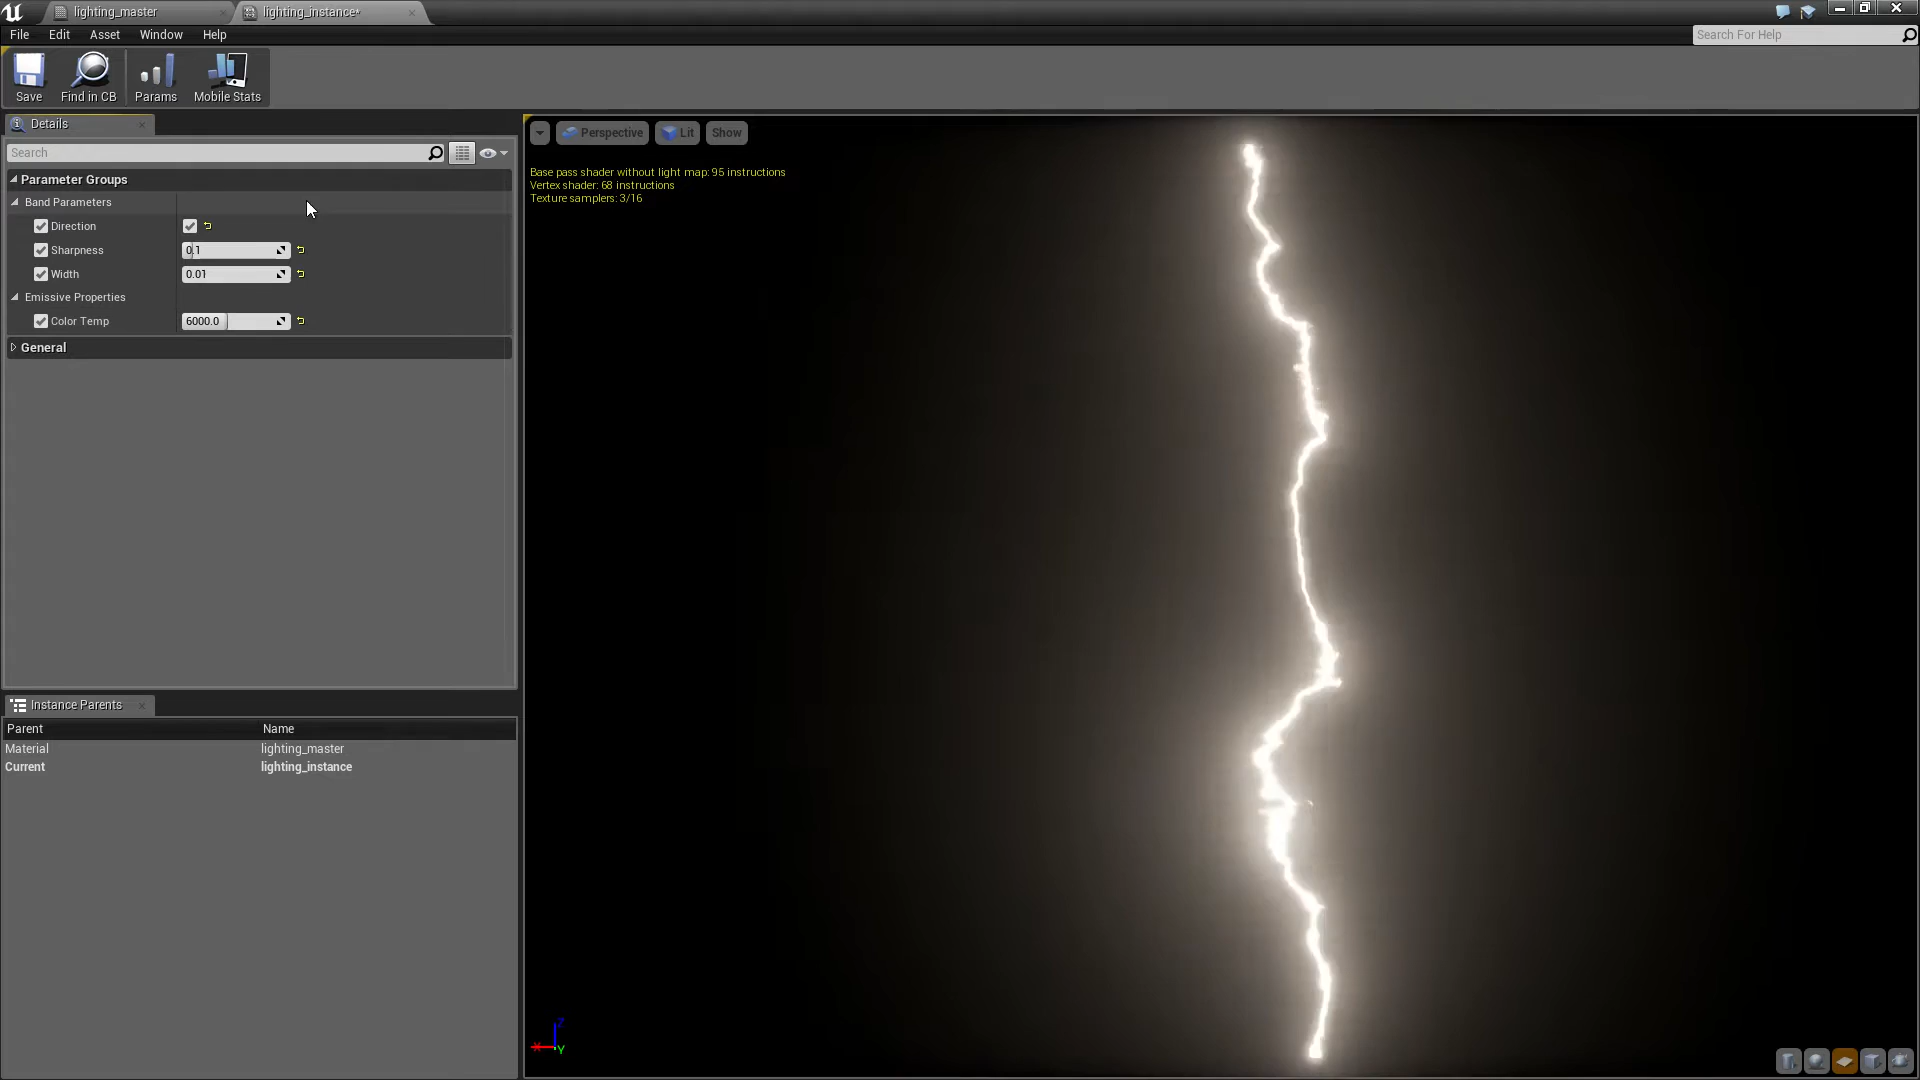 lighting_master
lighting_instance*
File Edit Asset Window Help
Search For Help
Save Find in CB Params Mobile Stats
Details
Search
Parameter Groups
Band Parameters
Direction
Sharpness 0.1
Width 0.01
Emissive Properties
Color Temp 6000.0
General
Instance Parents
Parent Name
Material lighting_master
Current lighting_instance
Perspective Lit Show
Base pass shader without light map: 95 instructions
Vertex shader: 68 instructions
Texture samplers: 3/16
Z
X
Y